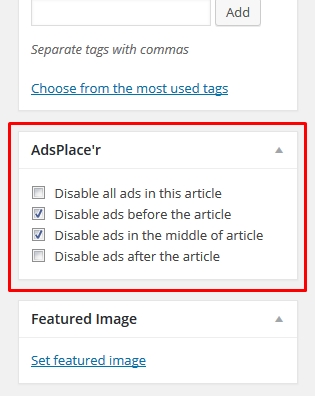 Add
Separate tags with commas
Choose from the most used tags
AdsPlace'r
Disable all ads in this article
Disable ads before the article
Disable ads in the middle of article
Disable ads after the article
Featured Image
Set featured image